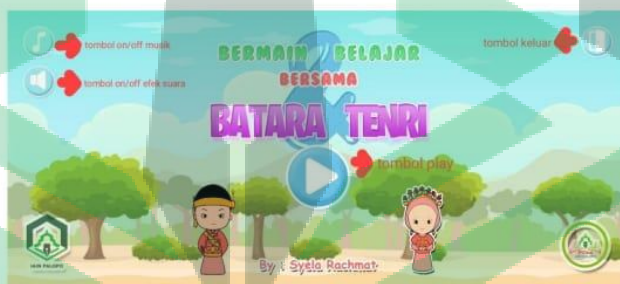 tombol on/off musik
tombol keluar
BERMAIN & BELAJAR
BERSAMA
tombol on/off efek suara
BATARA TENRI
tombol play
By : Syela Rachmat